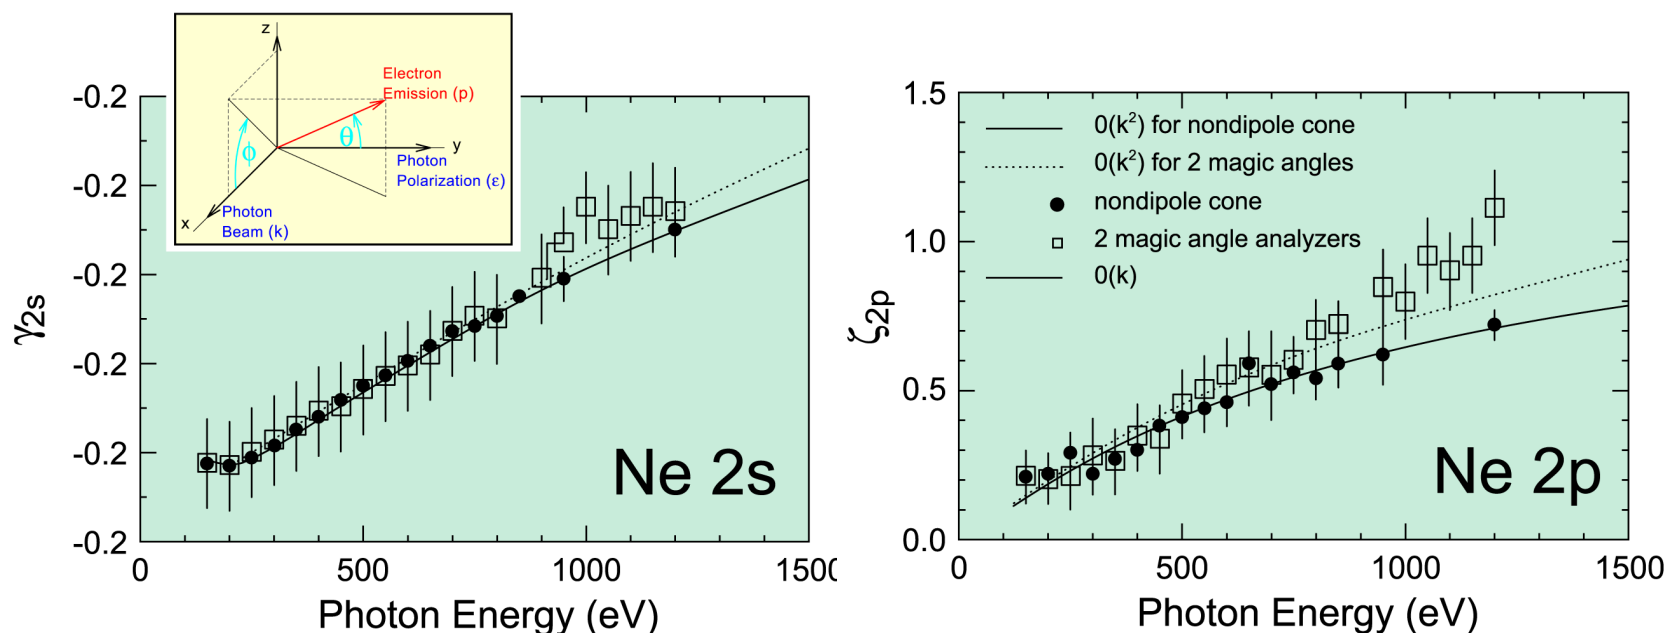 z
Electron
Emission (p)
θ
ϕ
y
Photon
Polarization (ε)
x
Photon
Beam (k)
-0.2
-0.2
-0.2
-0.2
-0.2
-0.2
γ2s
Ne 2s
0
500
1000
1500
Photon Energy (eV)
1.5
1.0
0.5
0.0
ζ2p
0(k²) for nondipole cone
0(k²) for 2 magic angles
nondipole cone
2 magic angle analyzers
0(k)
Ne 2p
0
500
1000
1500
Photon Energy (eV)